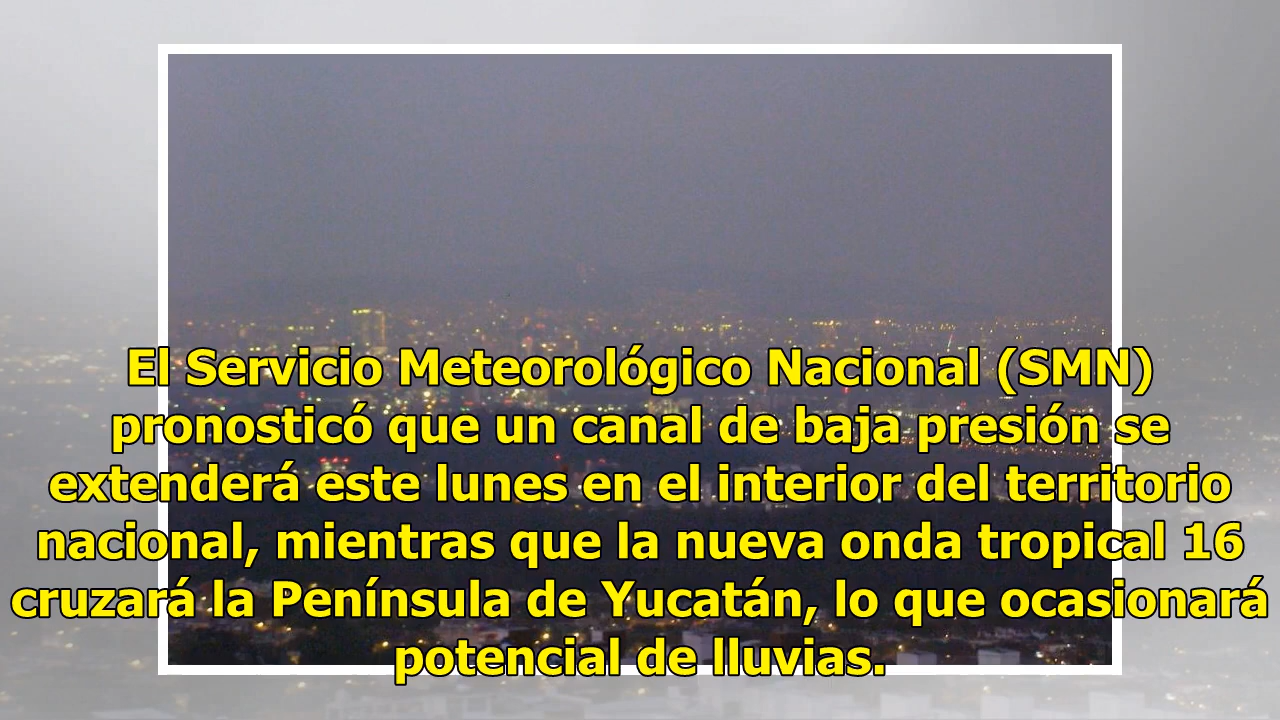 El Servicio Meteorológico Nacional (SMN)
pronosticó que un canal de baja presión se
extenderá este lunes en el interior del territorio
nacional, mientras que la nueva onda tropical 16
cruzará la Península de Yucatán, lo que ocasionará
potencial de lluvias.